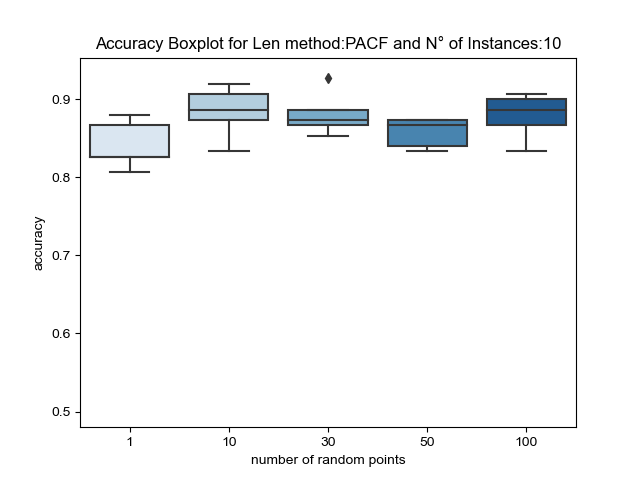 Accuracy Boxplot for Len method:PACF and N° of Instances:10
accuracy
0.9
0.8
0.7
0.6
0.5
1 10 30 50 100
number of random points